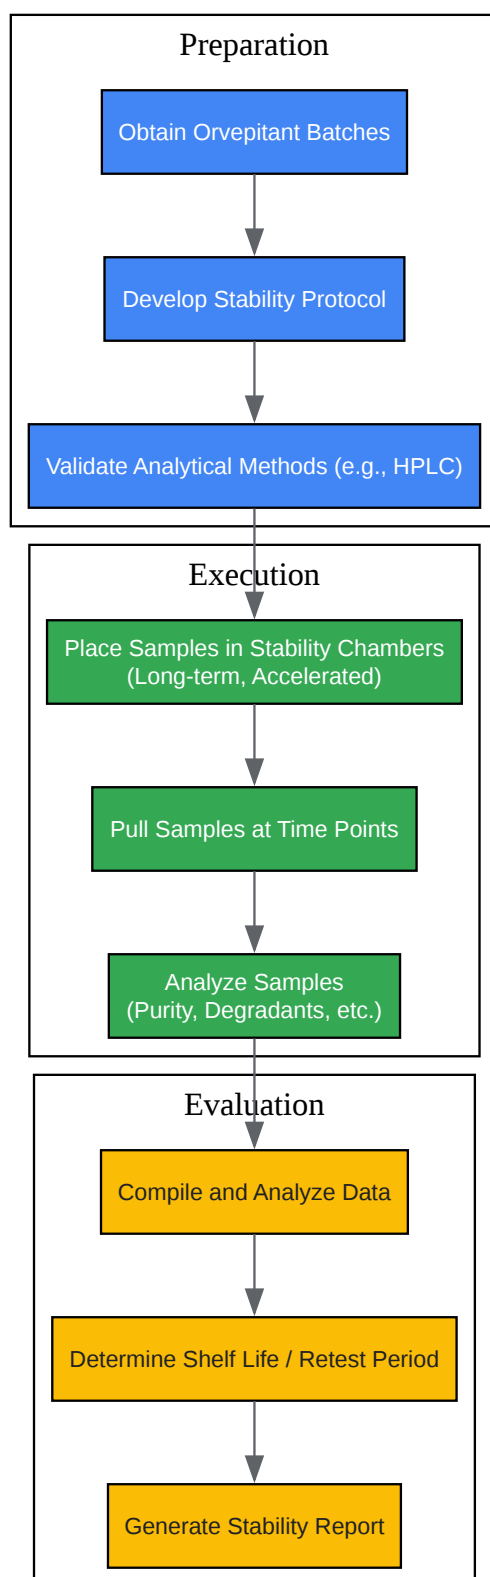 Preparation
Obtain Orvepitant Batches
Develop Stability Protocol
Validate Analytical Methods (e.g., HPLC)
Execution
Place Samples in Stability Chambers
(Long-term, Accelerated)
Pull Samples at Time Points
Analyze Samples
(Purity, Degradants, etc.)
Evaluation
Compile and Analyze Data
Determine Shelf Life / Retest Period
Generate Stability Report